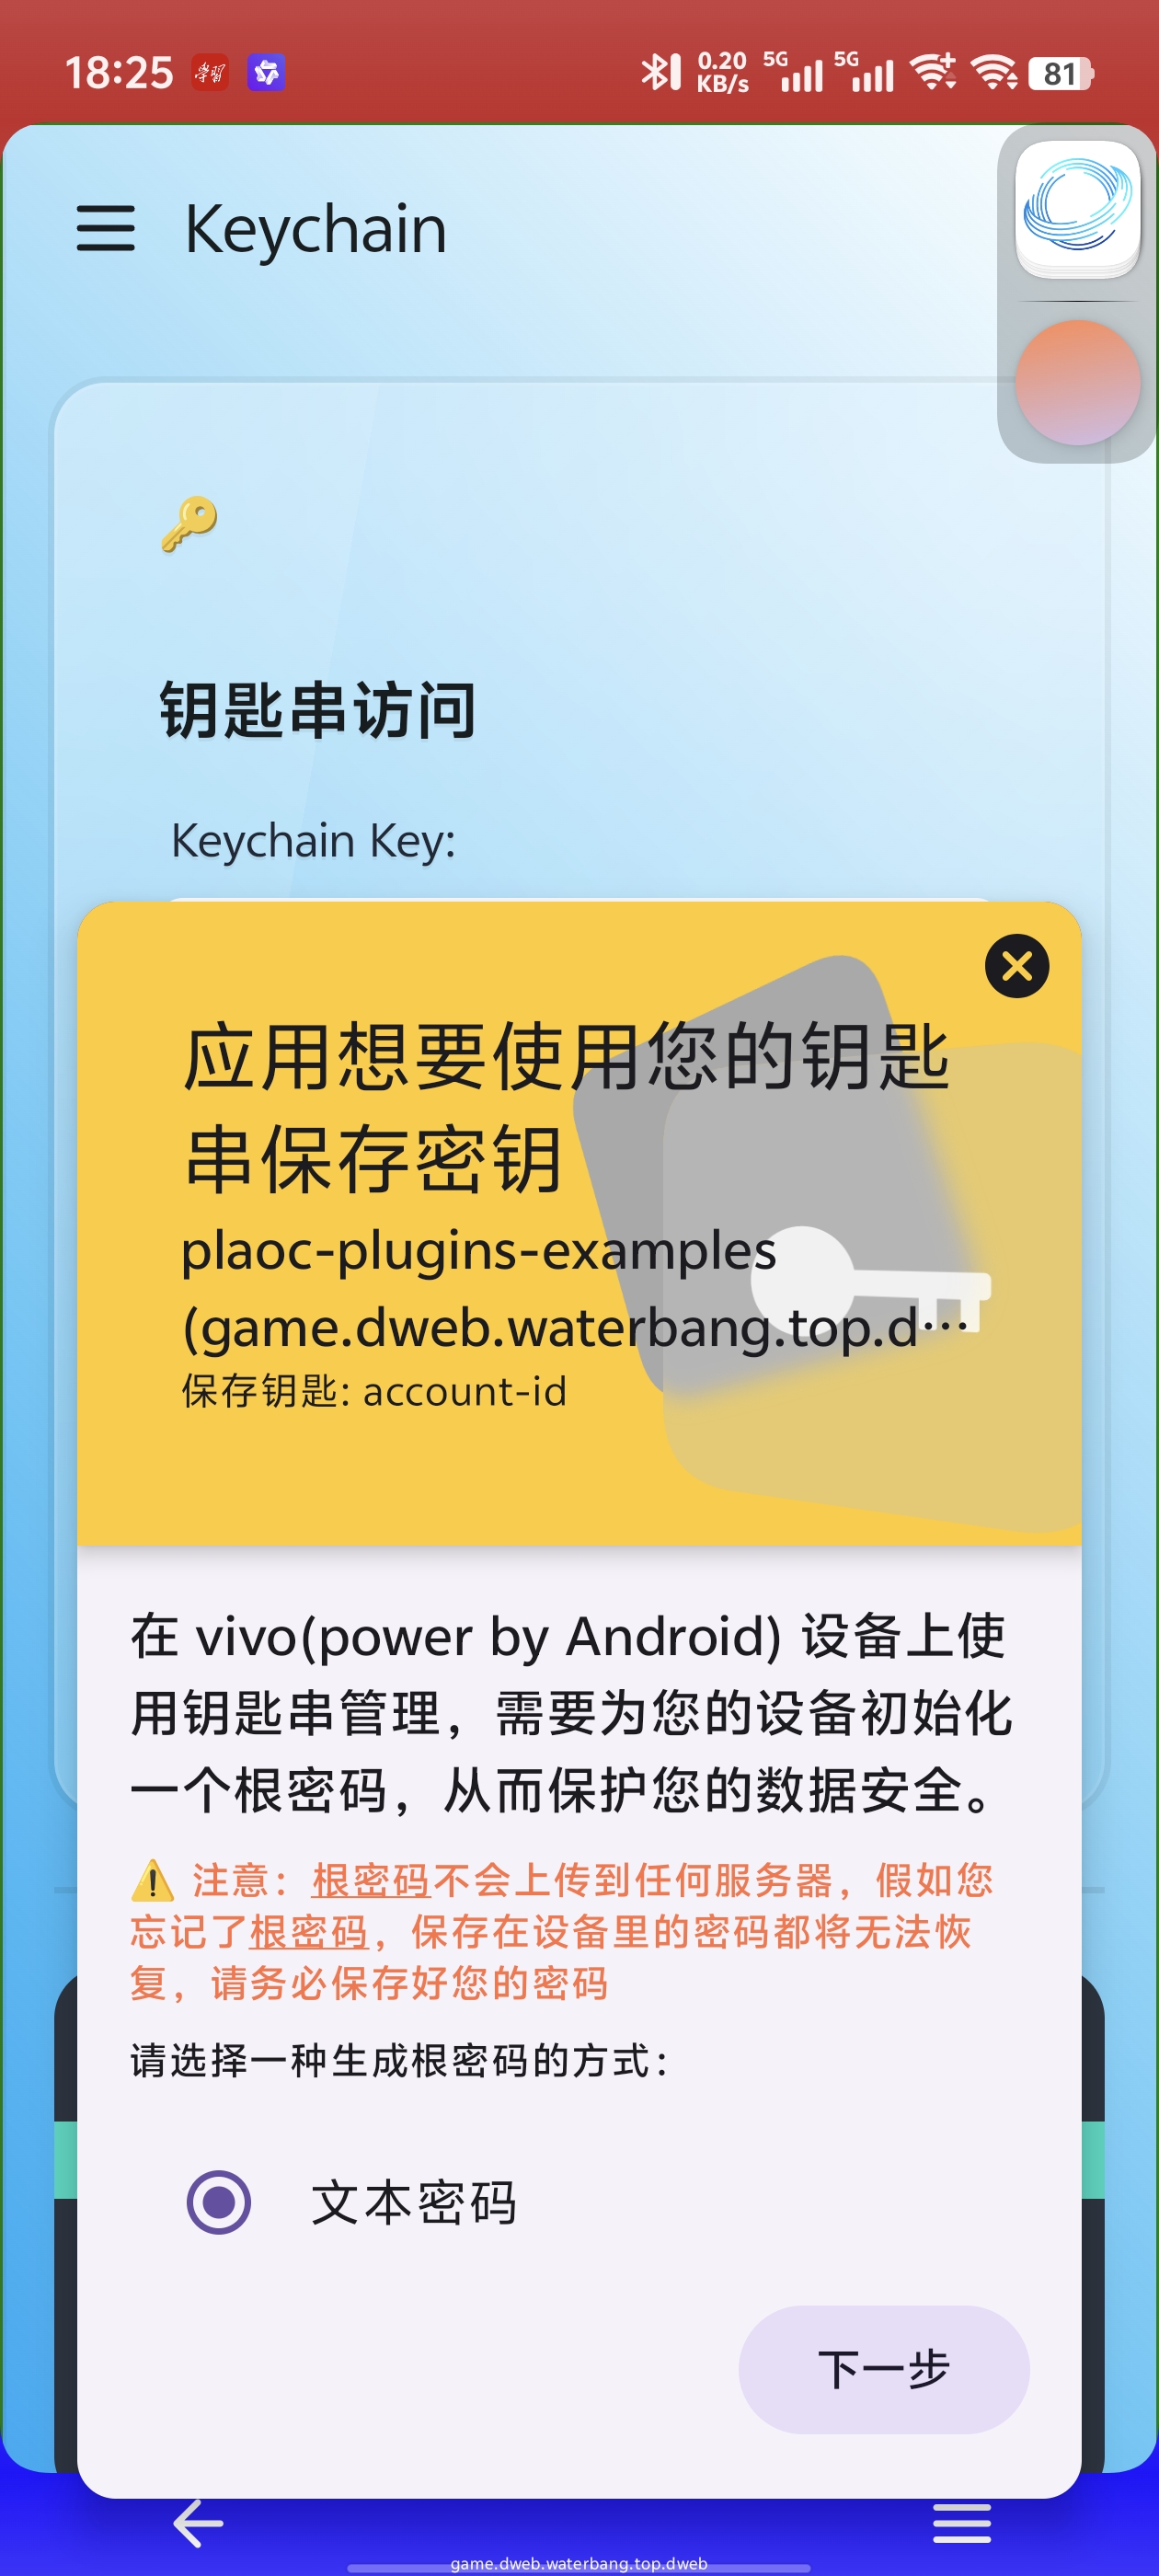 18:25
学习
0.20
KB/s
5G
5G
81
Keychain
钥匙串访问
Keychain Key:
应用想要使用您的钥匙
串保存密钥
plaoc-plugins-examples
(game.dweb.waterbang.top.d···
保存钥匙: account-id
在 vivo(power by Android) 设备上使
用钥匙串管理，需要为您的设备初始化
一个根密码，从而保护您的数据安全。
⚠️ 注意：根密码不会上传到任何服务器，假如您
忘记了根密码，保存在设备里的密码都将无法恢
复，请务必保存好您的密码
请选择一种生成根密码的方式：
文本密码
下一步
game.dweb.waterbang.top.dweb